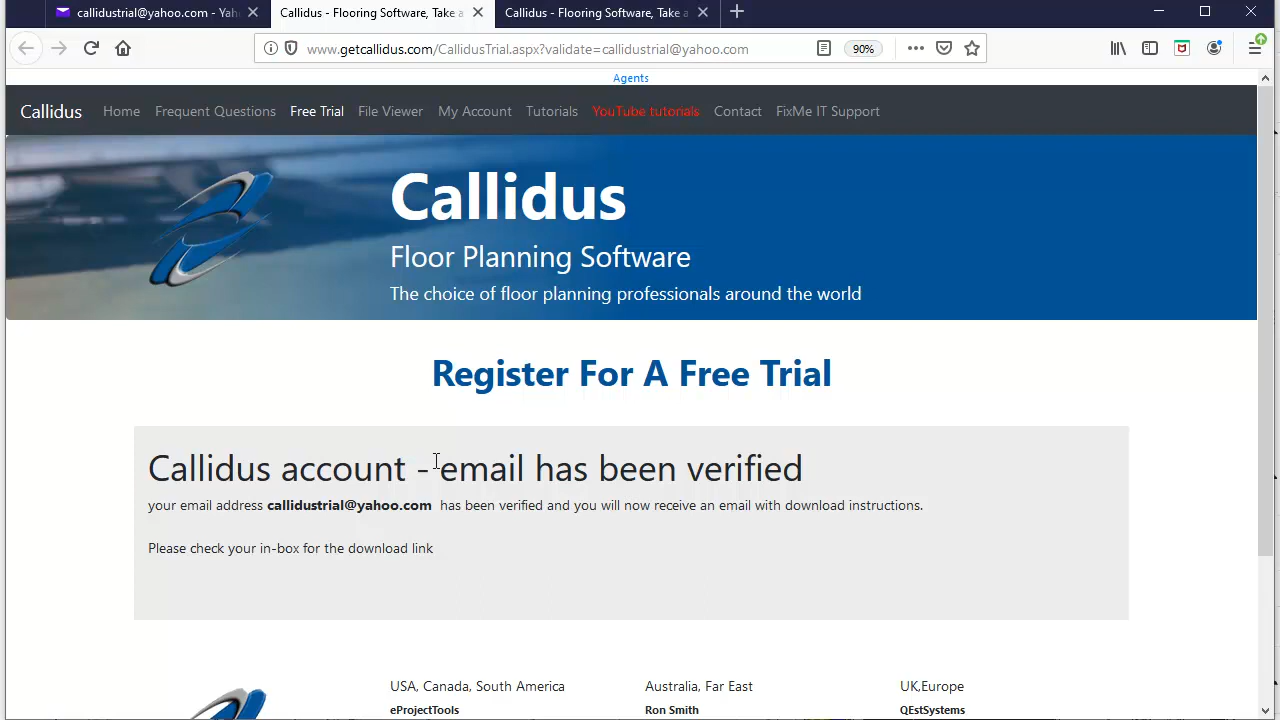 callidustrial@yahoo.com - Yah
Callidus - Flooring Software, Take a
Callidus - Flooring Software, Take a
www.getcallidus.com/CallidusTrial.aspx?validate=callidustrial@yahoo.com
90%
Agents
Callidus Home Frequent Questions Free Trial File Viewer My Account Tutorials YouTube tutorials Contact FixMe IT Support
Callidus
Floor Planning Software
The choice of floor planning professionals around the world
Register For A Free Trial
Callidus account - email has been verified
your email address callidustrial@yahoo.com has been verified and you will now receive an email with download instructions.
Please check your in-box for the download link
USA, Canada, South America
eProjectTools
Australia, Far East
Ron Smith
UK,Europe
QEstSystems